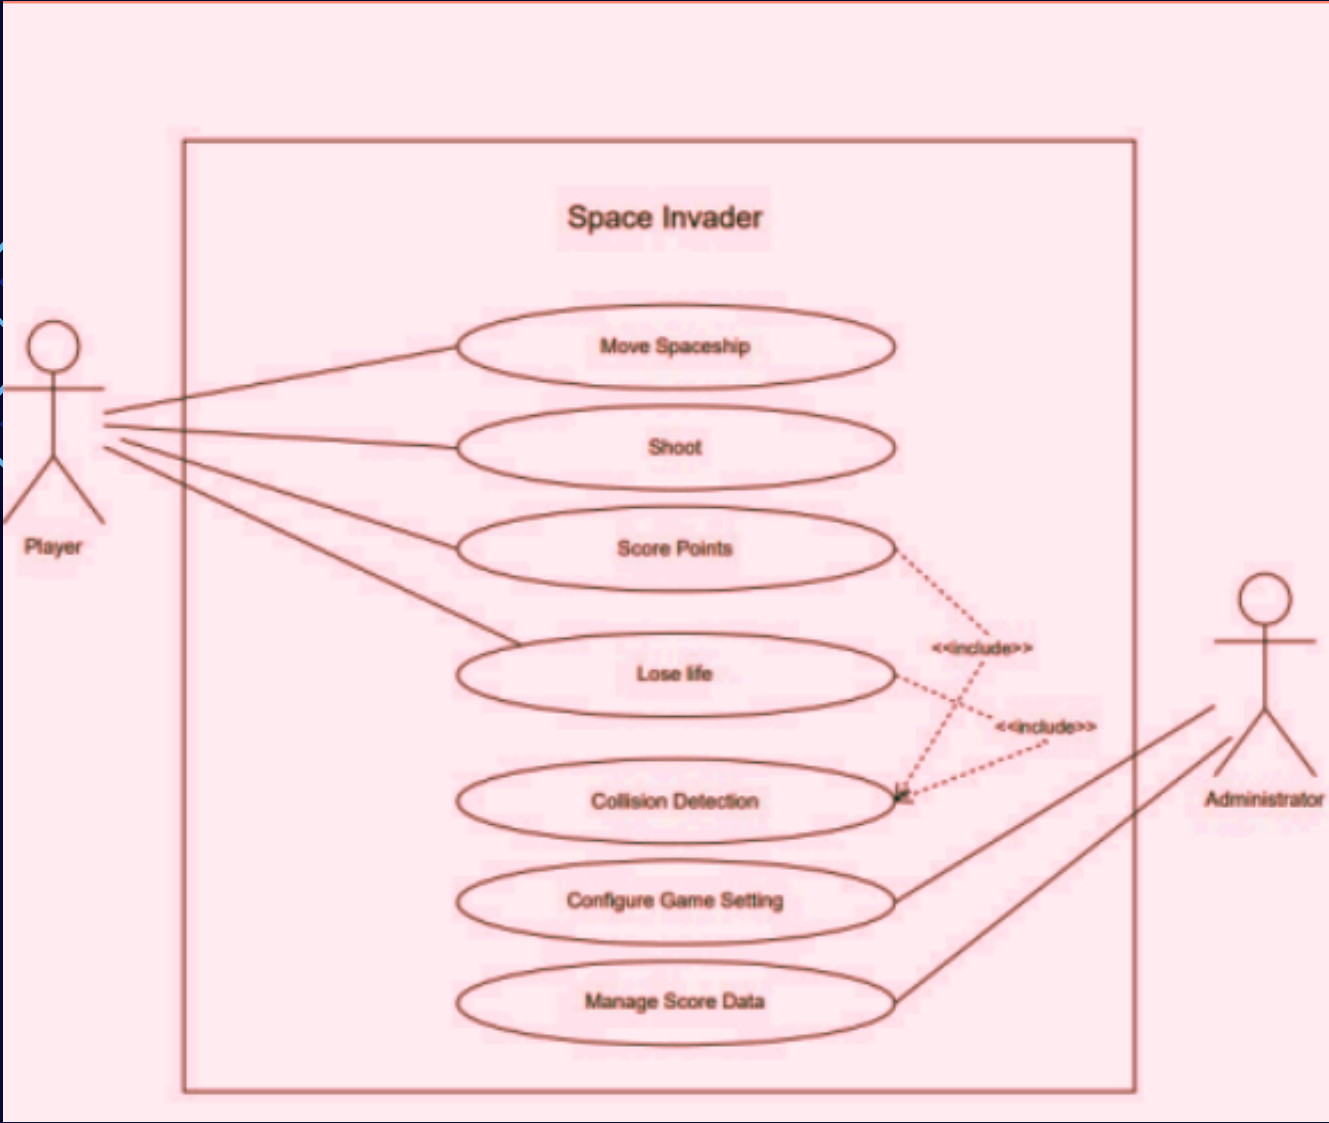 Space Invader
Move Spaceship
Shoot
Score Points
Player
<<include>>
Lose life
<<include>>
Collision Detection
Administrator
Configure Game Setting
Manage Score Data